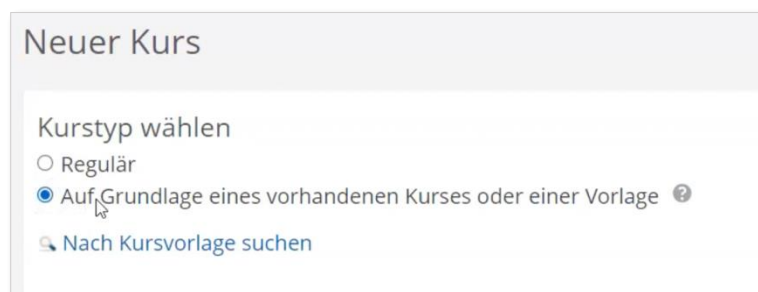 Neuer Kurs
Kurstyp wählen
Regulär
Auf Grundlage eines vorhandenen Kurses oder einer Vorlage ?
Nach Kursvorlage suchen